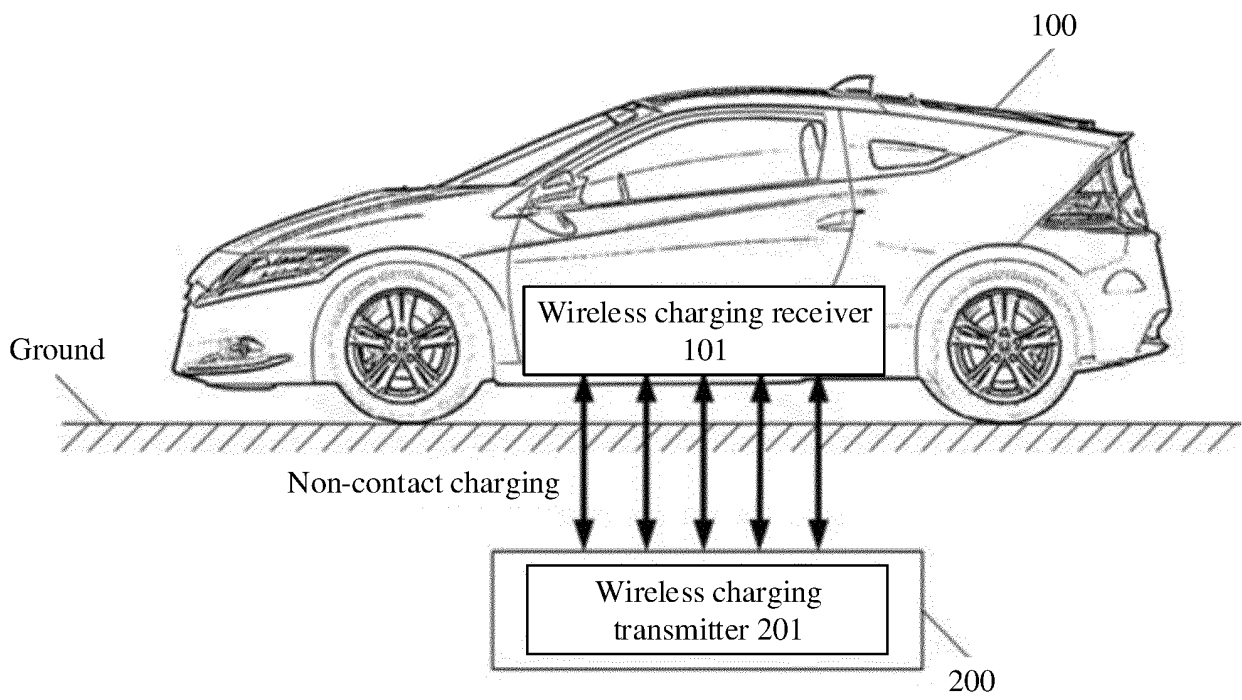 100
Wireless charging receiver
101
Ground
Non-contact charging
Wireless charging
transmitter 201
200